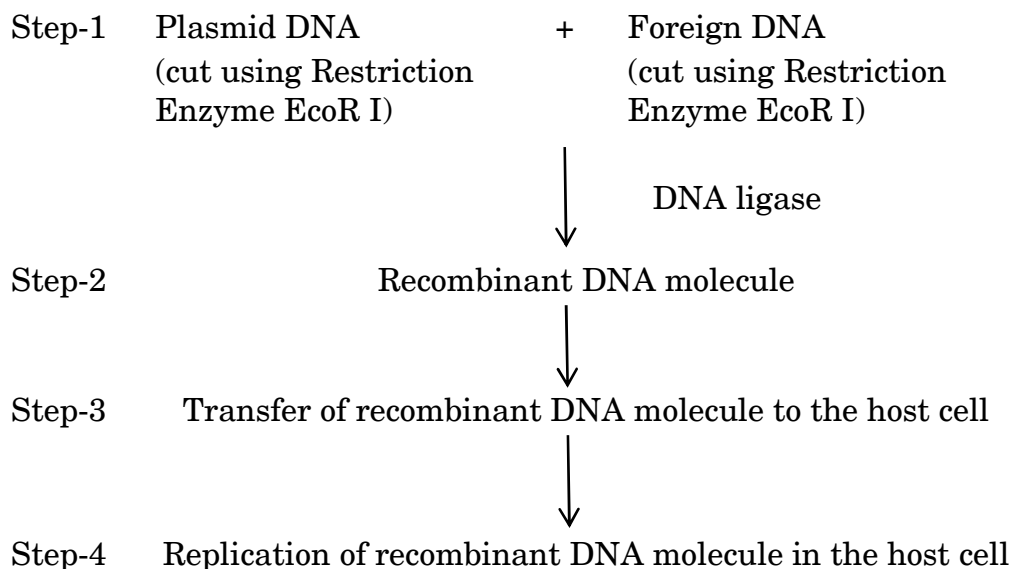 Step-1 Plasmid DNA + Foreign DNA
(cut using Restriction (cut using Restriction
Enzyme EcoR I) Enzyme EcoR I)
DNA ligase
Step-2 Recombinant DNA molecule
Step-3 Transfer of recombinant DNA molecule to the host cell
Step-4 Replication of recombinant DNA molecule in the host cell